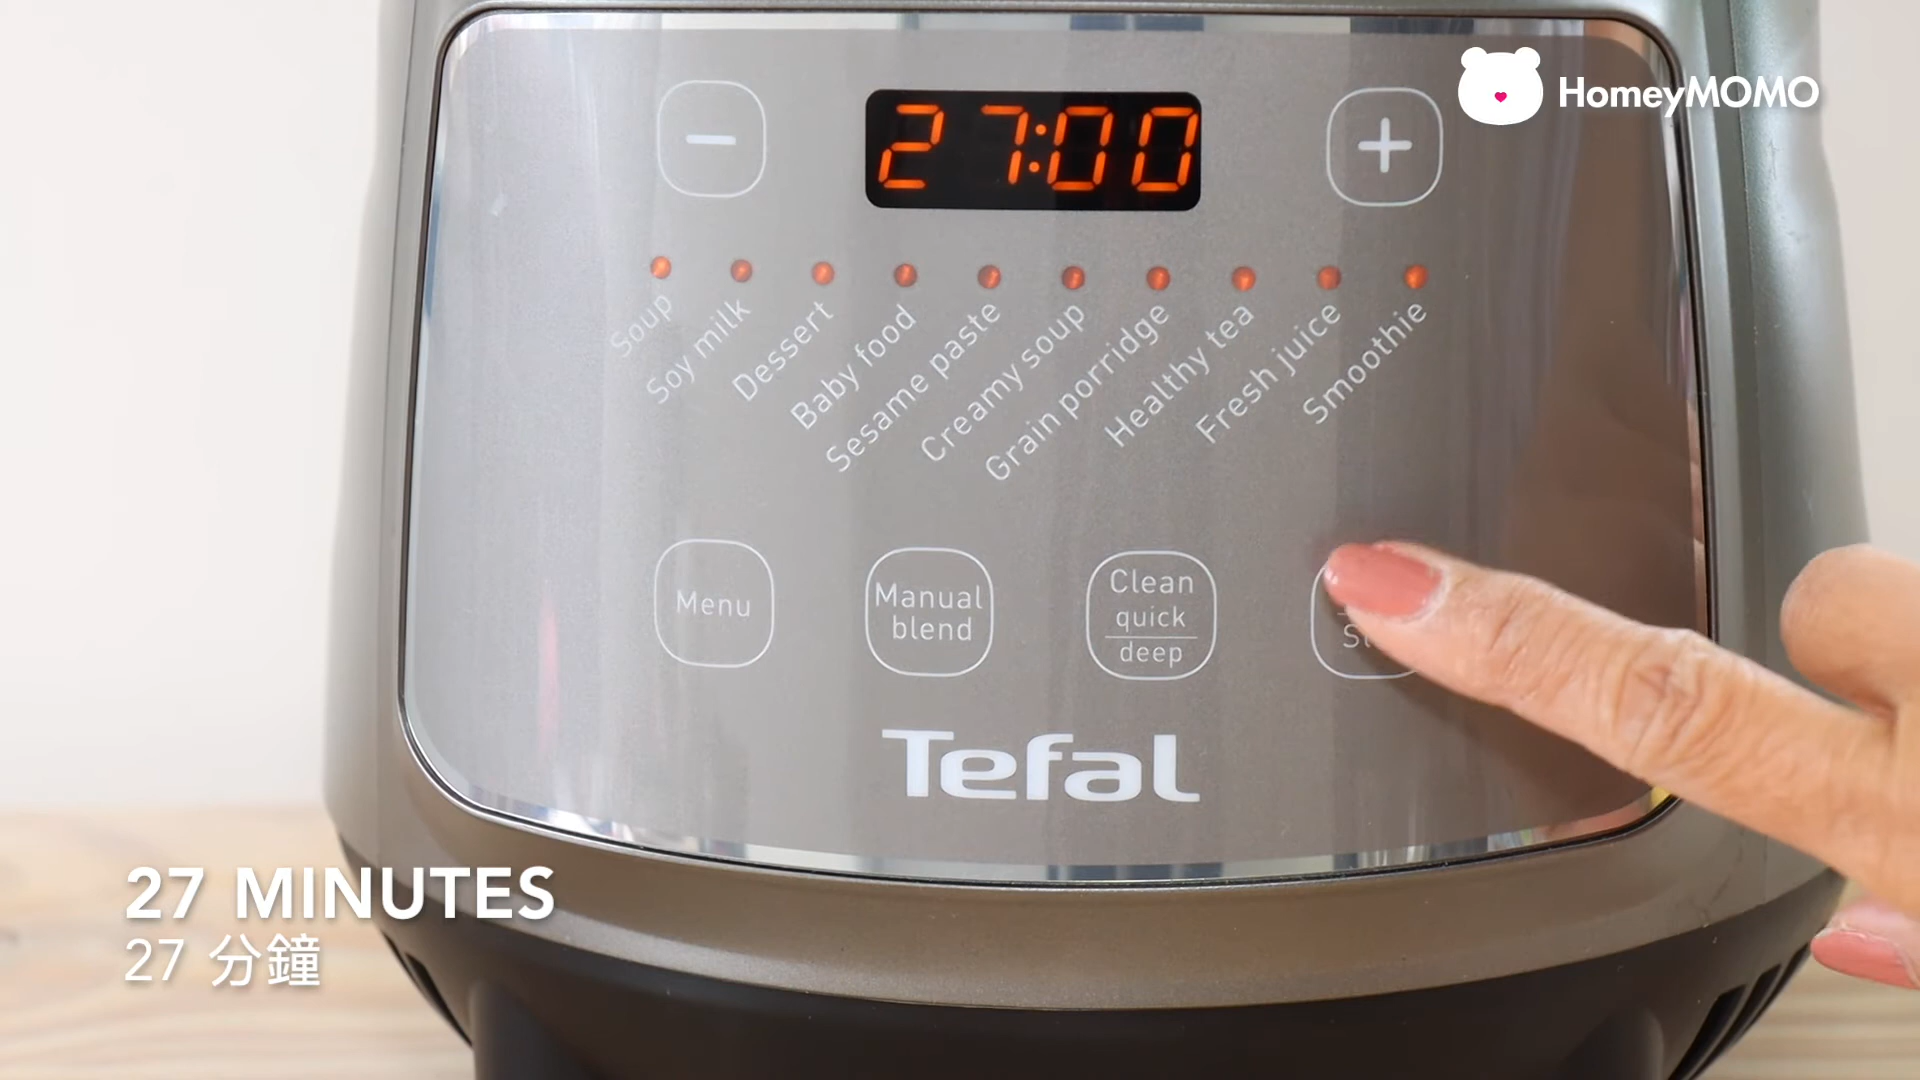 HomeyMOMO
27:00
Soup
Soy milk
Dessert
Baby food
Sesame paste
Creamy soup
Grain porridge
Healthy tea
Fresh juice
Smoothie
Menu
Manual
blend
Clean
quick
deep
Tefal
27 MINUTES
27 分鐘